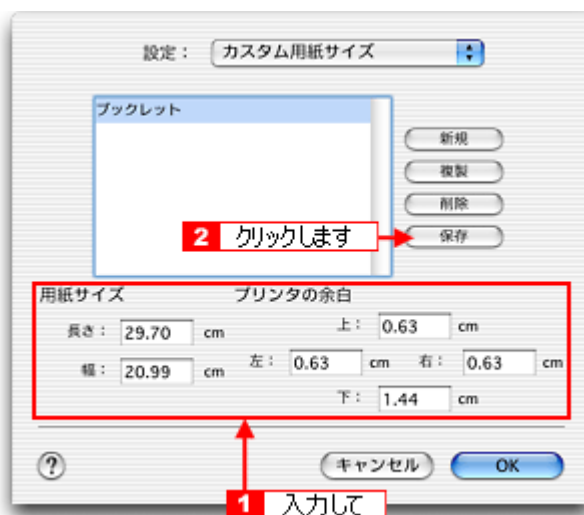 設定： カスタム用紙サイズ
ブックレット
新規
複製
削除
2 クリックします
保存
用紙サイズ プリンタの余白
長さ： 29.70 cm 上： 0.63 cm
幅： 20.99 cm 左： 0.63 cm 右： 0.63 cm
下： 1.44 cm
? キャンセル OK
1 入力して